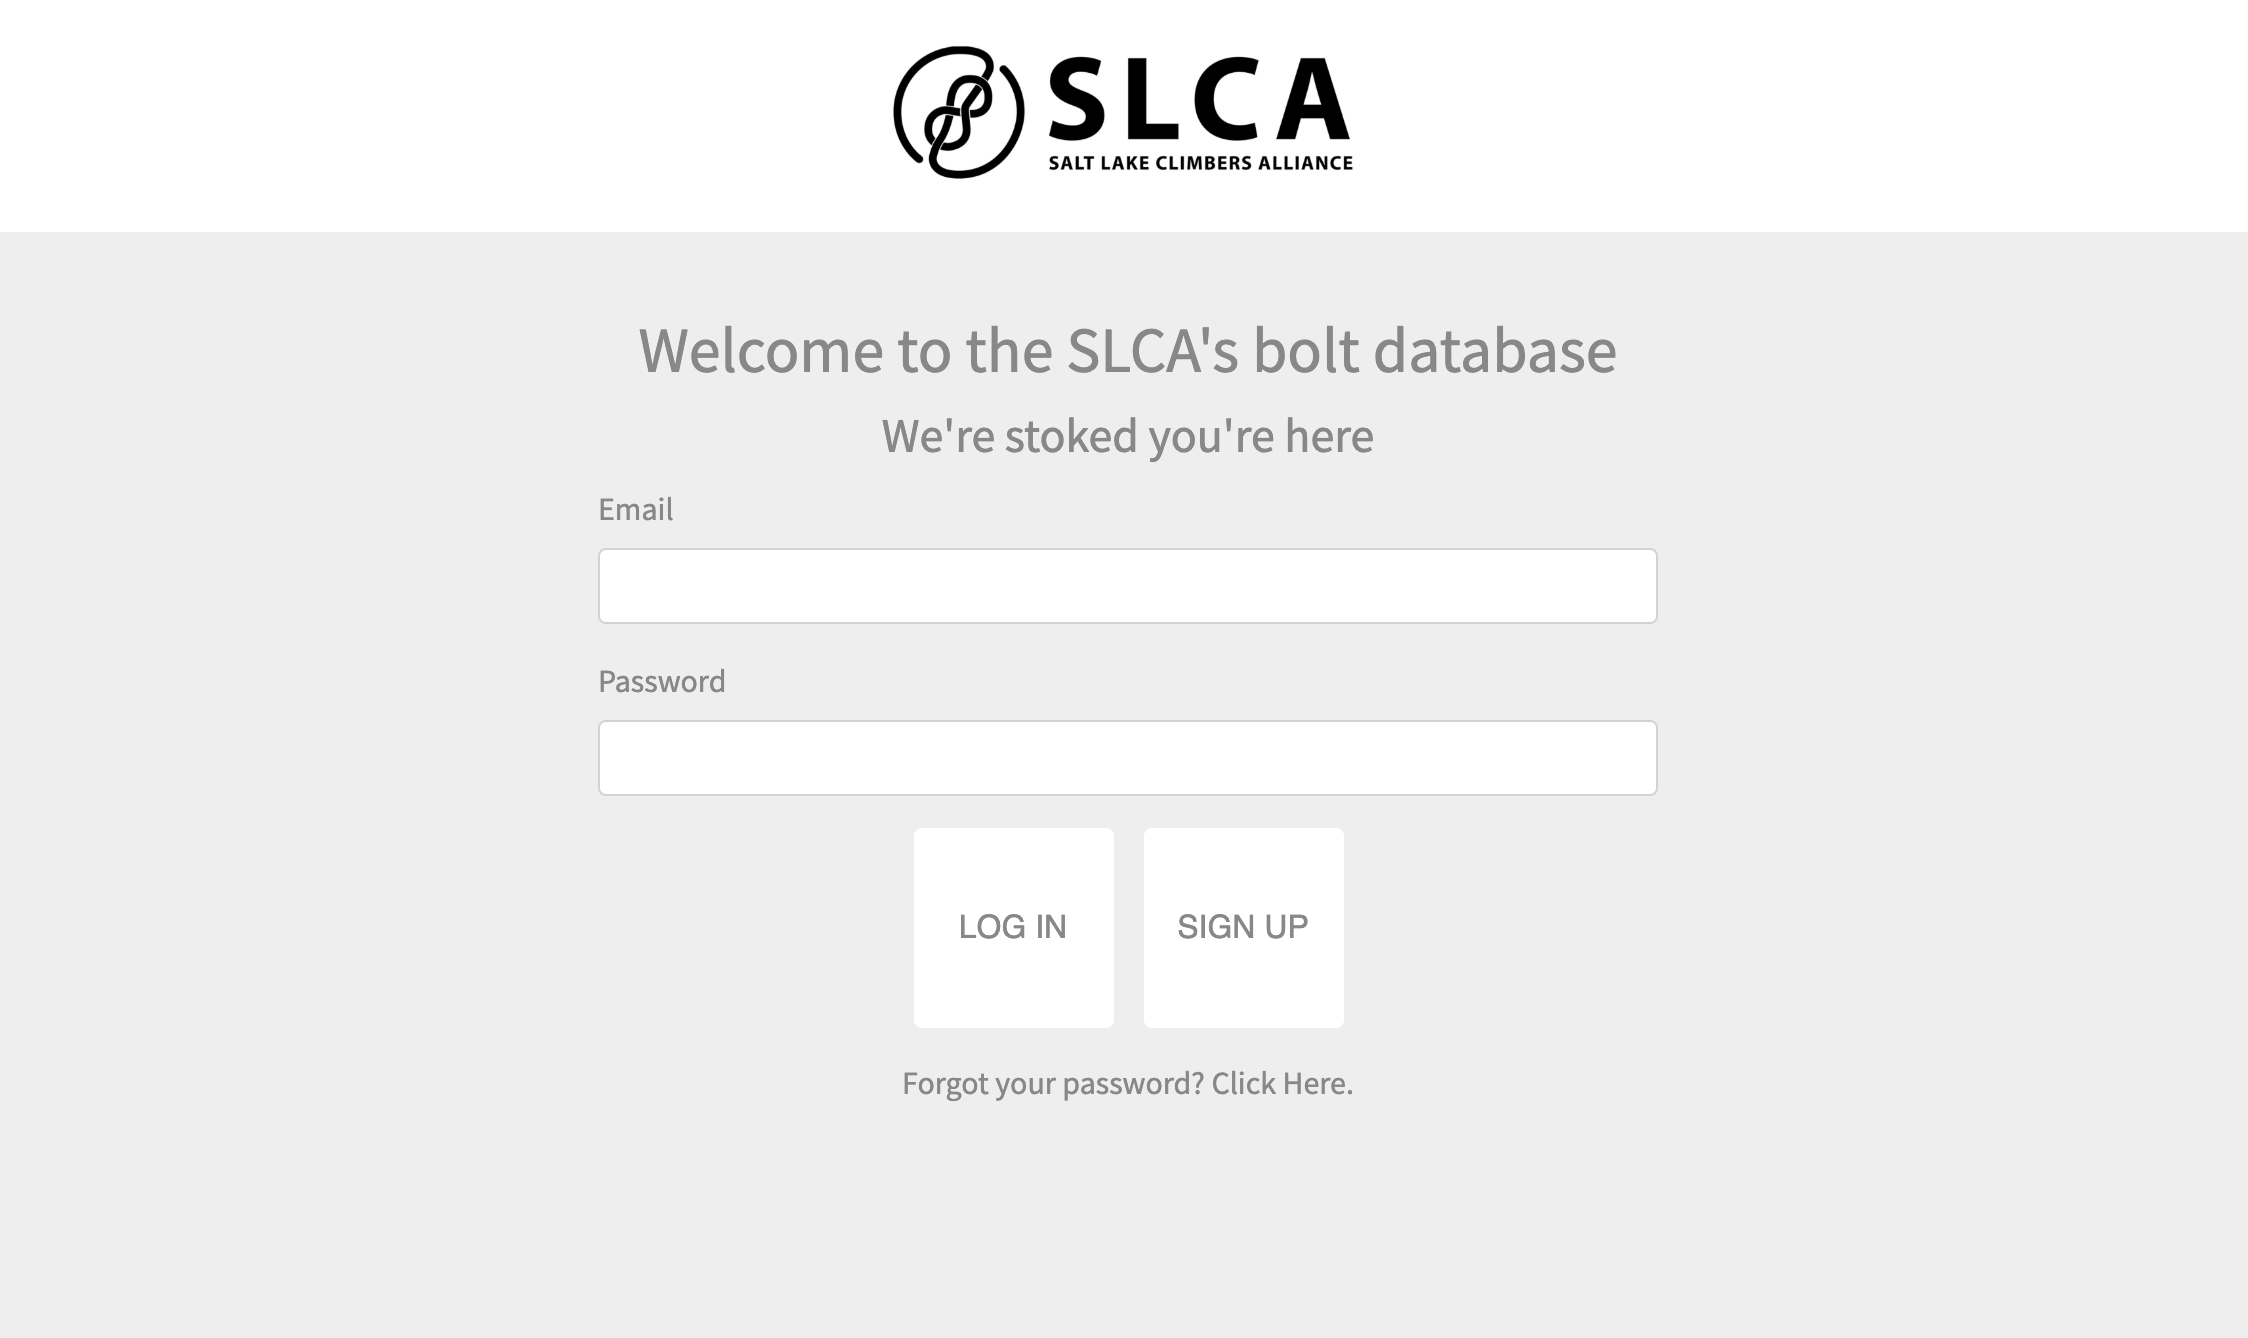 SLCA
SALT LAKE CLIMBERS ALLIANCE
Welcome to the SLCA's bolt database
We're stoked you're here
Email
Password
LOG IN SIGN UP
Forgot your password? Click Here.